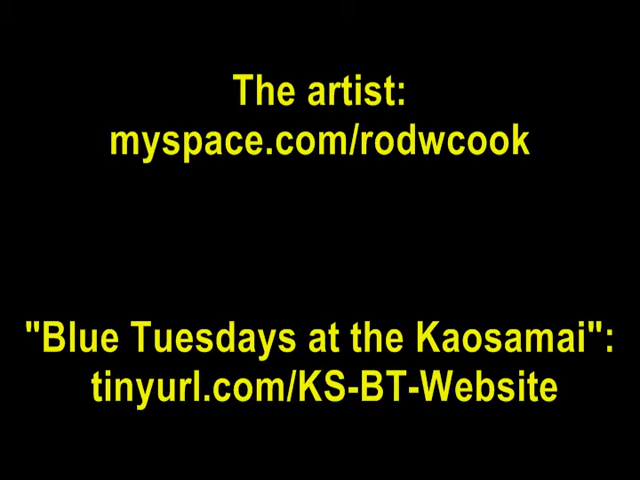 The artist:
myspace.com/rodwcook
"Blue Tuesdays at the Kaosamai":
tinyurl.com/KS-BT-Website